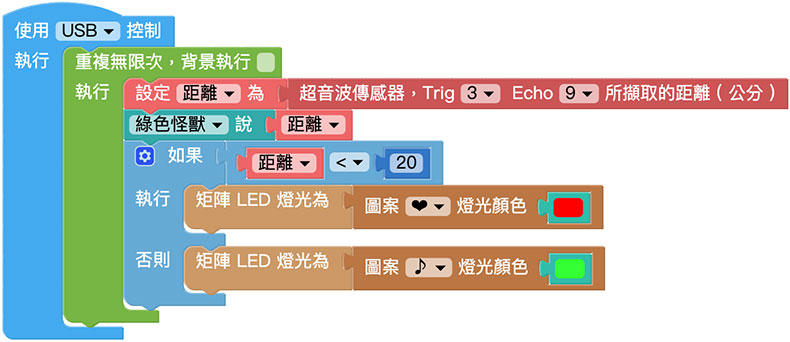 使用 USB 控制
執行 重複無限次，背景執行
執行 設定 距離 為 超音波傳感器，Trig 3 Echo 9 所擷取的距離（公分）
綠色怪獸 說 距離
如果 距離 < 20
執行 矩陣 LED 燈光為 圖案 ❤ 燈光顏色
否則 矩陣 LED 燈光為 圖案 ♪ 燈光顏色